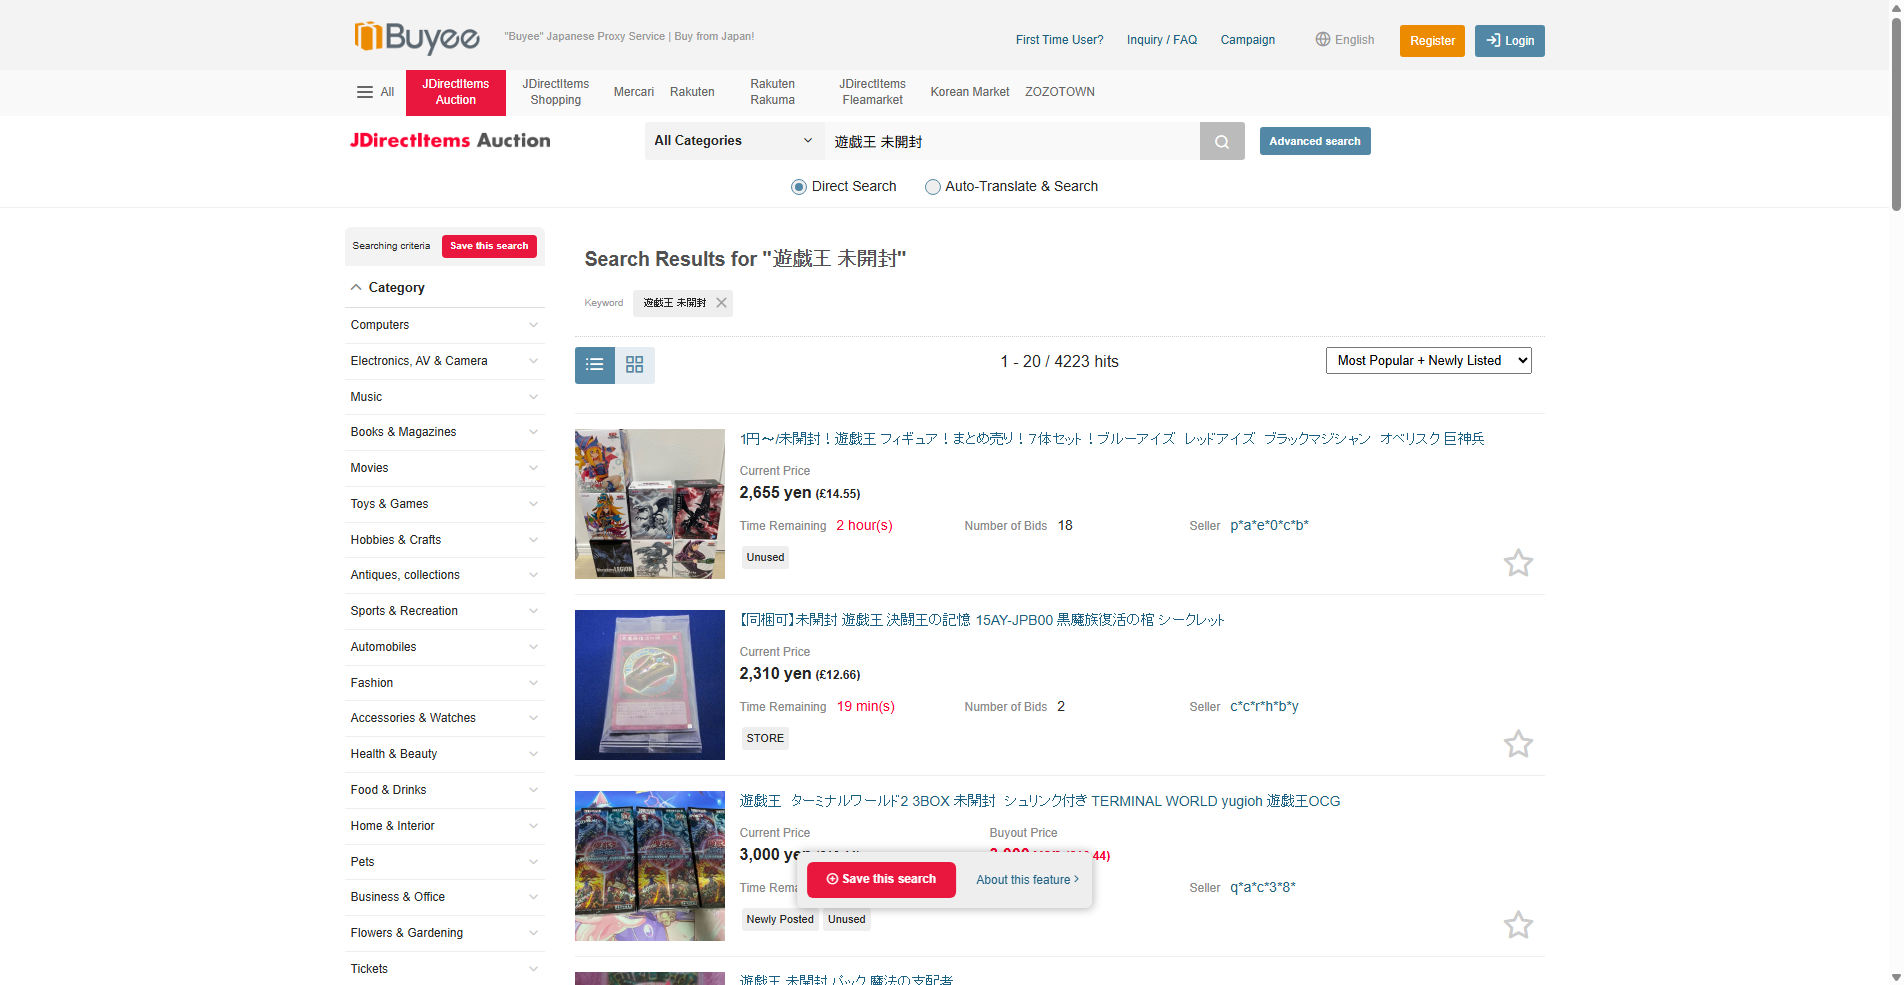 Buyee
"Buyee" Japanese Proxy Service | Buy from Japan!
First Time User?
Inquiry / FAQ
Campaign
English
Register
Login
All
JDirectItems Auction
JDirectItems Shopping
Mercari
Rakuten
Rakuten Rakuma
JDirectItems Fleamarket
Korean Market
ZOZOTOWN
JDirectItems Auction
All Categories
遊戯王 未開封
Advanced search
Direct Search
Auto-Translate & Search
Searching criteria
Save this search
Category
Computers
Electronics, AV & Camera
Music
Books & Magazines
Movies
Toys & Games
Hobbies & Crafts
Antiques, collections
Sports & Recreation
Automobiles
Fashion
Accessories & Watches
Health & Beauty
Food & Drinks
Home & Interior
Pets
Business & Office
Flowers & Gardening
Tickets
Search Results for "遊戯王 未開封"
Keyword
遊戯王 未開封
1 - 20 / 4223 hits
Most Popular + Newly Listed
1円～/未開封！遊戯王 フィギュア！まとめ売り！7体セット！ブルーアイズ　レッドアイズ　ブラックマジシャン　オベリスク 巨神兵
Current Price
2,655 yen (£14.55)
Time Remaining 2 hour(s)
Number of Bids 18
Seller p*a*e*0*c*b*
Unused
【同梱可】未開封 遊戯王 決闘王の記憶 15AY-JPB00 黒魔族復活の棺 シークレット
Current Price
2,310 yen (£12.66)
Time Remaining 19 min(s)
Number of Bids 2
Seller c*c*r*h*b*y
STORE
遊戯王　ターミナルワールド2 3BOX 未開封　シュリンク付き TERMINAL WORLD yugioh 遊戯王OCG
Current Price
Buyout Price
3,000 ye
44)
Time Rema
Seller q*a*c*3*8*
Newly Posted
Unused
Save this search
About this feature
遊戯王 未開封 パック 魔法の支配者